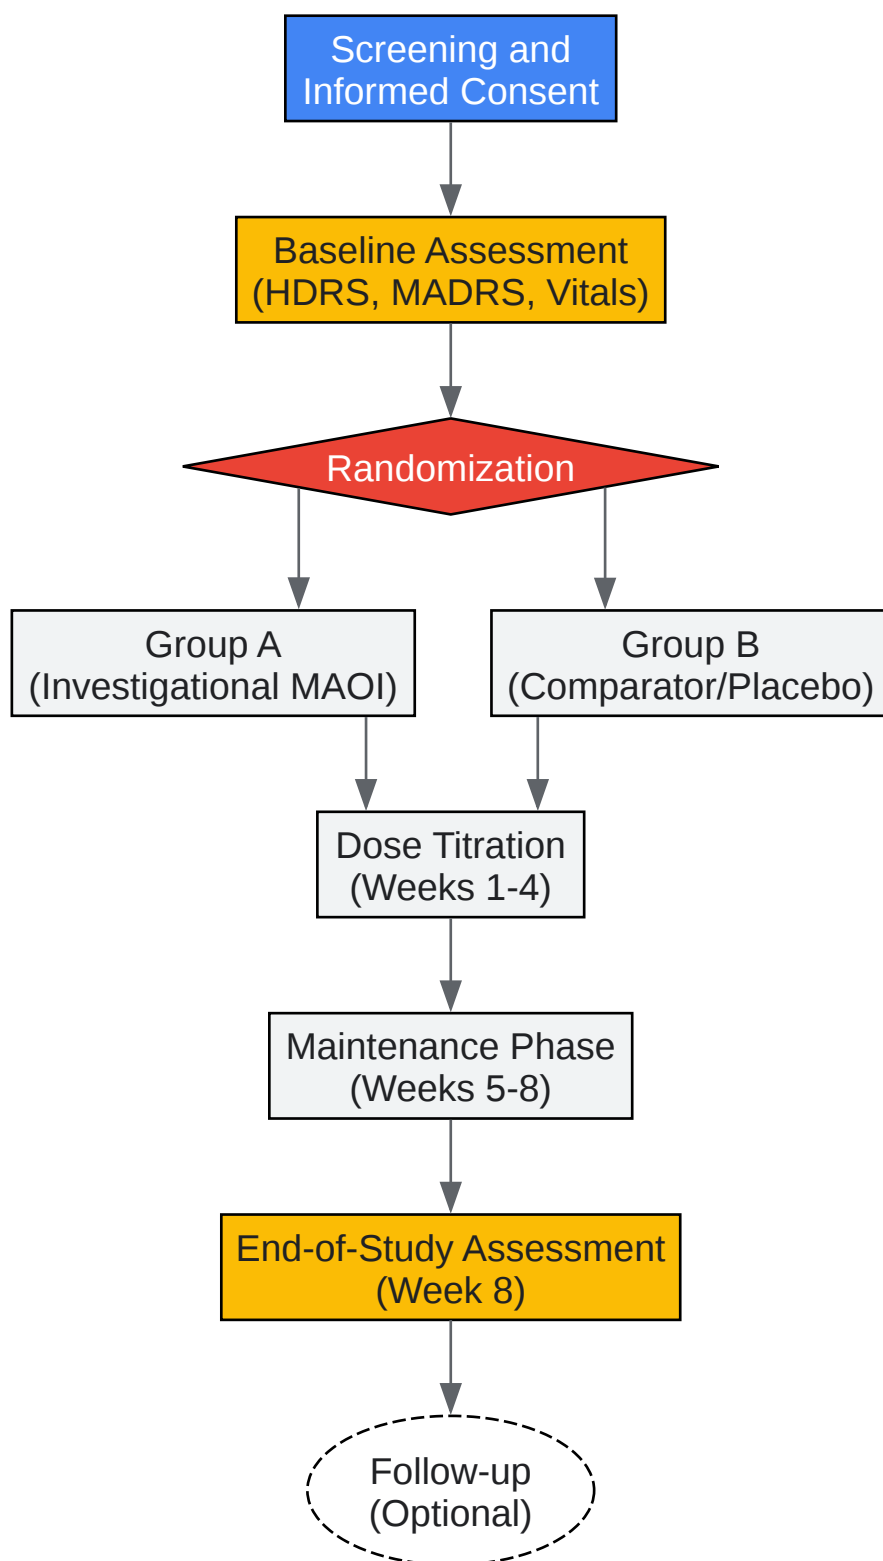 Screening and
Informed Consent
Baseline Assessment
(HDRS, MADRS, Vitals)
Randomization
Group A
(Investigational MAOI)
Group B
(Comparator/Placebo)
Dose Titration
(Weeks 1-4)
Maintenance Phase
(Weeks 5-8)
End-of-Study Assessment
(Week 8)
Follow-up
(Optional)